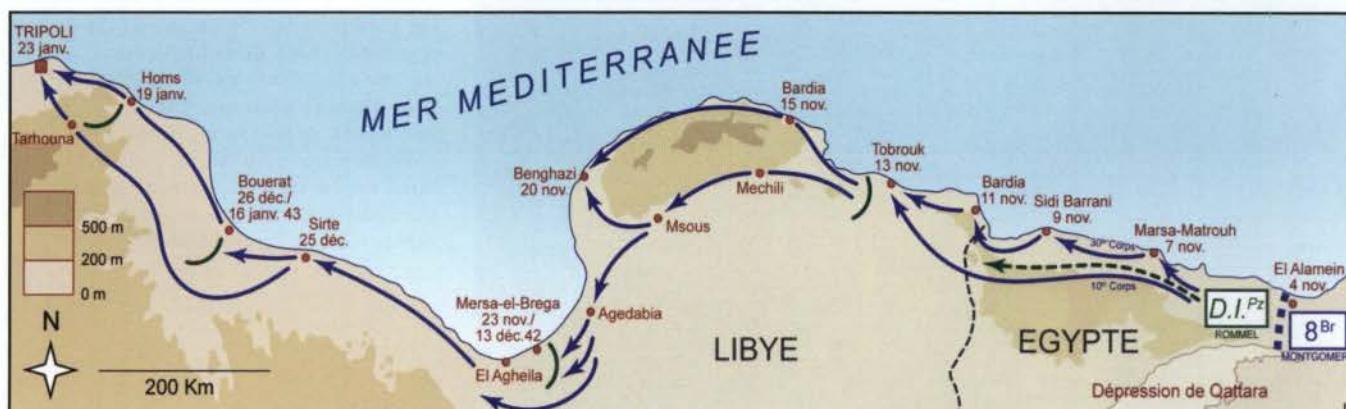 TRIPOLI
23 janv.
Homs
19 janv.
Tarhouna
MER MEDITERRANEE
Bardia
15 nov.
Benghazi
20 nov.
Mechili
Msous
Tobrouk
13 nov.
Bardia
11 nov.
Sidi Barrani
9 nov.
Marsa-Matrouh
7 nov.
30e Corps
10e Corps
El Alamein
4 nov.
Bouerat
26 déc./
16 janv. 43
Sirte
25 déc.
Mersa-el-Brega
23 nov./
13 déc.42
Agedabia
El Agheila
LIBYE
EGYPTE
D.I.Pz
ROMMEL
8Br
Dépression de Qattara
500 m
200 m
0 m
N
200 Km